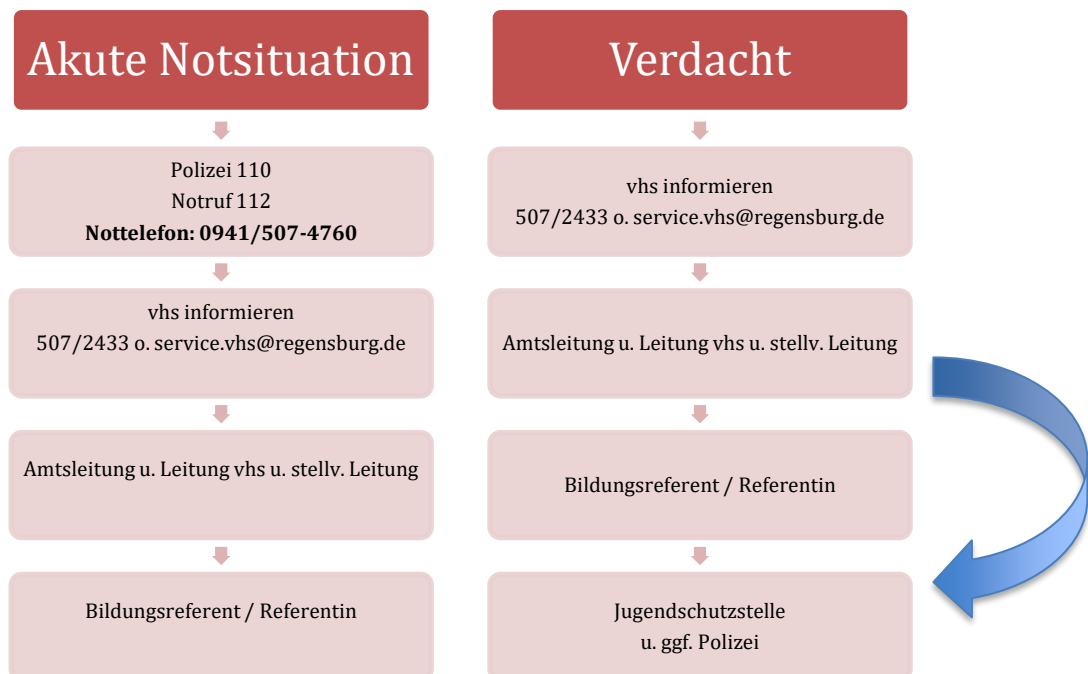 Akute Notsituation
Polizei 110
Notruf 112
Nottelefon: 0941/507-4760
vhs informieren
507/2433 o. service.vhs@regensburg.de
Amtsleitung u. Leitung vhs u. stellv. Leitung
Bildungsreferent / Referentin
Verdacht
vhs informieren
507/2433 o. service.vhs@regensburg.de
Amtsleitung u. Leitung vhs u. stellv. Leitung
Bildungsreferent / Referentin
Jugendschutzstelle
u. ggf. Polizei